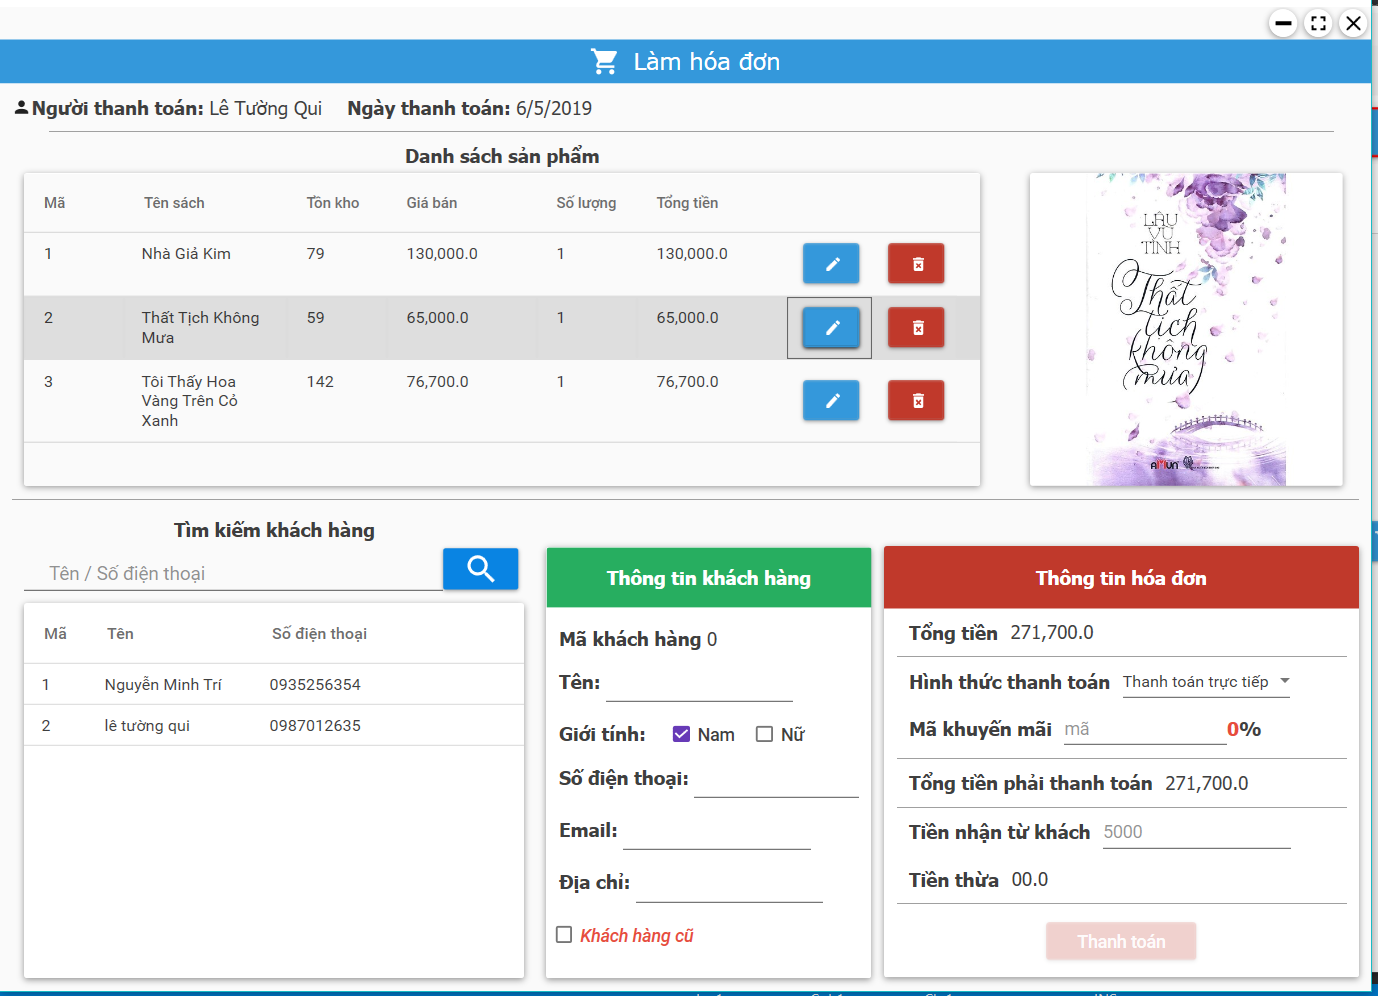 Làm hóa đơn
Người thanh toán: Lê Tường Qui Ngày thanh toán: 6/5/2019
Danh sách sản phẩm
Mã Tên sách Tồn kho Giá bán Số lượng Tổng tiền
1 Nhà Giả Kim 79 130,000.0 1 130,000.0
2 Thất Tịch Không Mưa 59 65,000.0 1 65,000.0
3 Tôi Thấy Hoa Vàng Trên Cỏ Xanh 142 76,700.0 1 76,700.0
LÂU
VŨ
TÌNH
Thất
tịch
không
mưa
AMUN
Tìm kiếm khách hàng
Tên / Số điện thoại
Mã Tên Số điện thoại
1 Nguyễn Minh Trí 0935256354
2 lê tường qui 0987012635
Thông tin khách hàng
Mã khách hàng 0
Tên:
Giới tính: Nam Nữ
Số điện thoại:
Email:
Địa chỉ:
Khách hàng cũ
Thông tin hóa đơn
Tổng tiền 271,700.0
Hình thức thanh toán Thanh toán trực tiếp
Mã khuyến mãi mã 0%
Tổng tiền phải thanh toán 271,700.0
Tiền nhận từ khách 5000
Tiền thừa 00.0
Thanh toán